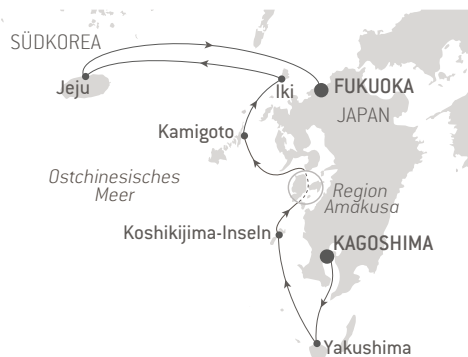 SÜDKOREA
Jeju
Iki
FUKUOKA
JAPAN
Kamigoto
Ostchinesisches
Meer
Region
Amakusa
Koshikijima-Inseln
KAGOSHIMA
Yakushima